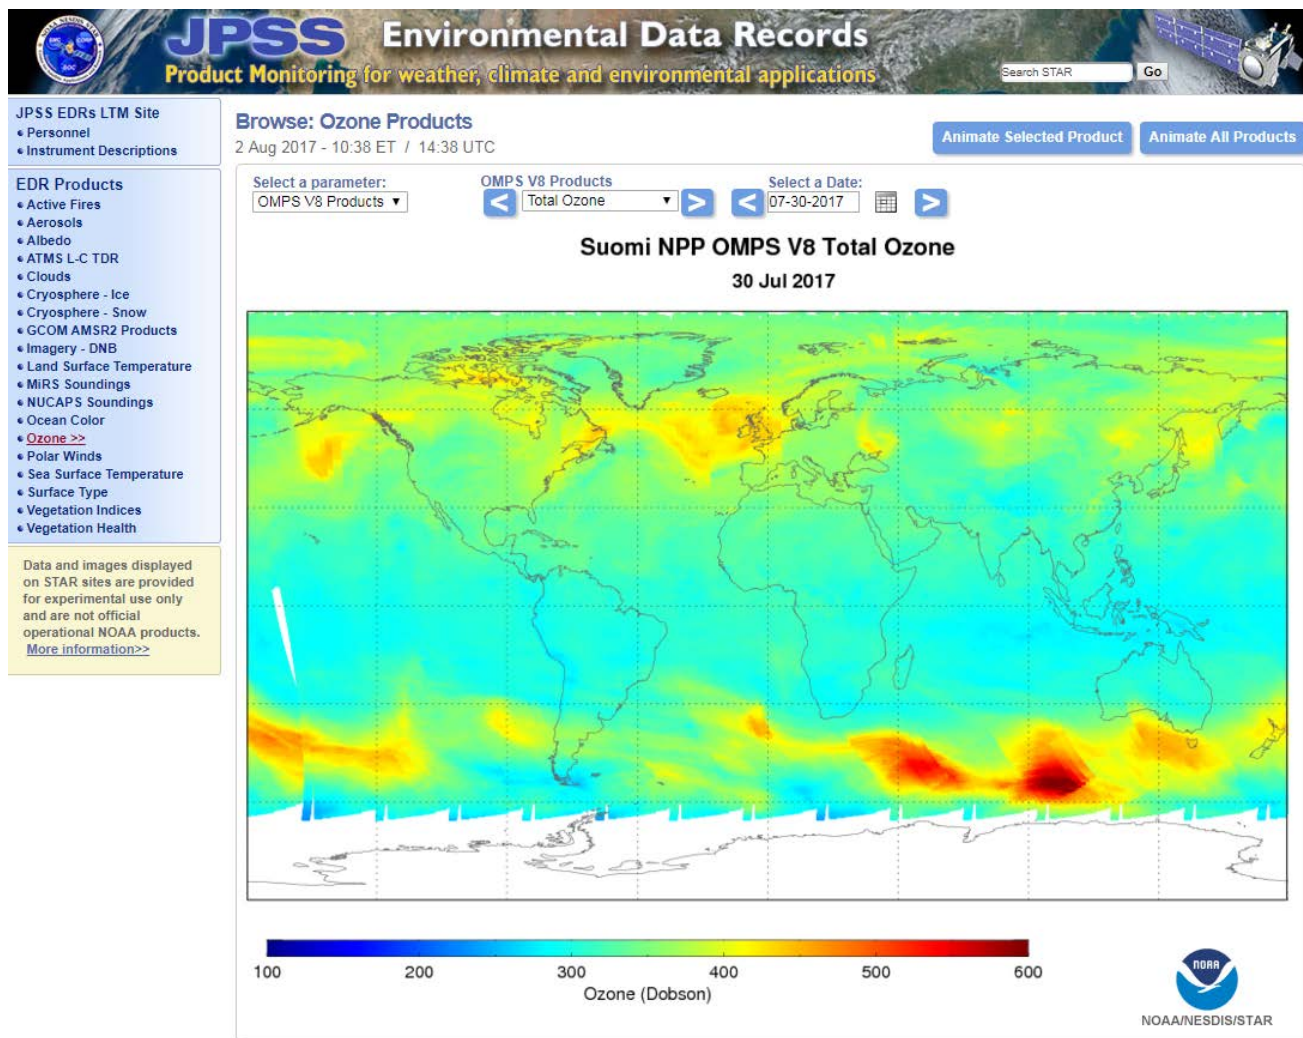 JPSS Environmental Data Records
Product Monitoring for weather, climate and environmental applications
Search STAR Go
JPSS EDRs LTM Site
Personnel
Instrument Descriptions
EDR Products
Active Fires
Aerosols
Albedo
ATMS L-C TDR
Clouds
Cryosphere - Ice
Cryosphere - Snow
GCOM AMSR2 Products
Imagery - DNB
Land Surface Temperature
MiRS Soundings
NUCAPS Soundings
Ocean Color
Ozone >>
Polar Winds
Sea Surface Temperature
Surface Type
Vegetation Indices
Vegetation Health
Data and images displayed
on STAR sites are provided
for experimental use only
and are not official
operational NOAA products.
More information>>
Browse: Ozone Products
2 Aug 2017 - 10:38 ET / 14:38 UTC
Animate Selected Product Animate All Products
Select a parameter: OMPS V8 Products Select a Date:
OMPS V8 Products < Total Ozone > < 07-30-2017 >
Suomi NPP OMPS V8 Total Ozone
30 Jul 2017
100 200 300 400 500 600
Ozone (Dobson)
NOAA
NOAA/NESDIS/STAR